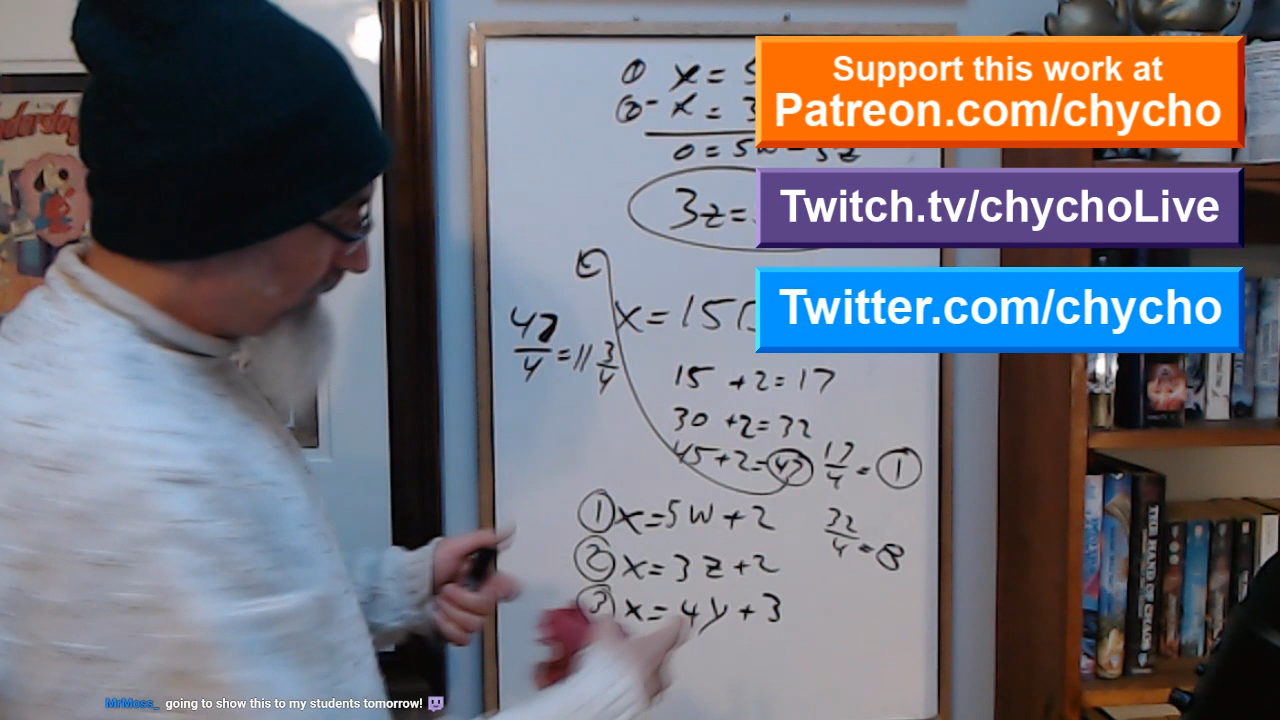 Support this work at
Patreon.com/chycho
Twitch.tv/chychoLive
Twitter.com/chycho
① x =
② - x = 3
0 = 5w - 3z
3z =
x = 15
47/4 = 11 3/4
15 + 2 = 17
30 + 2 = 32
45 + 2 = 47
17/4 = 1
32/4 = 8
① x = 5w + 2
② x = 3z + 2
③ x = 4y + 3
MrMoss_ going to show this to my students tomorrow!